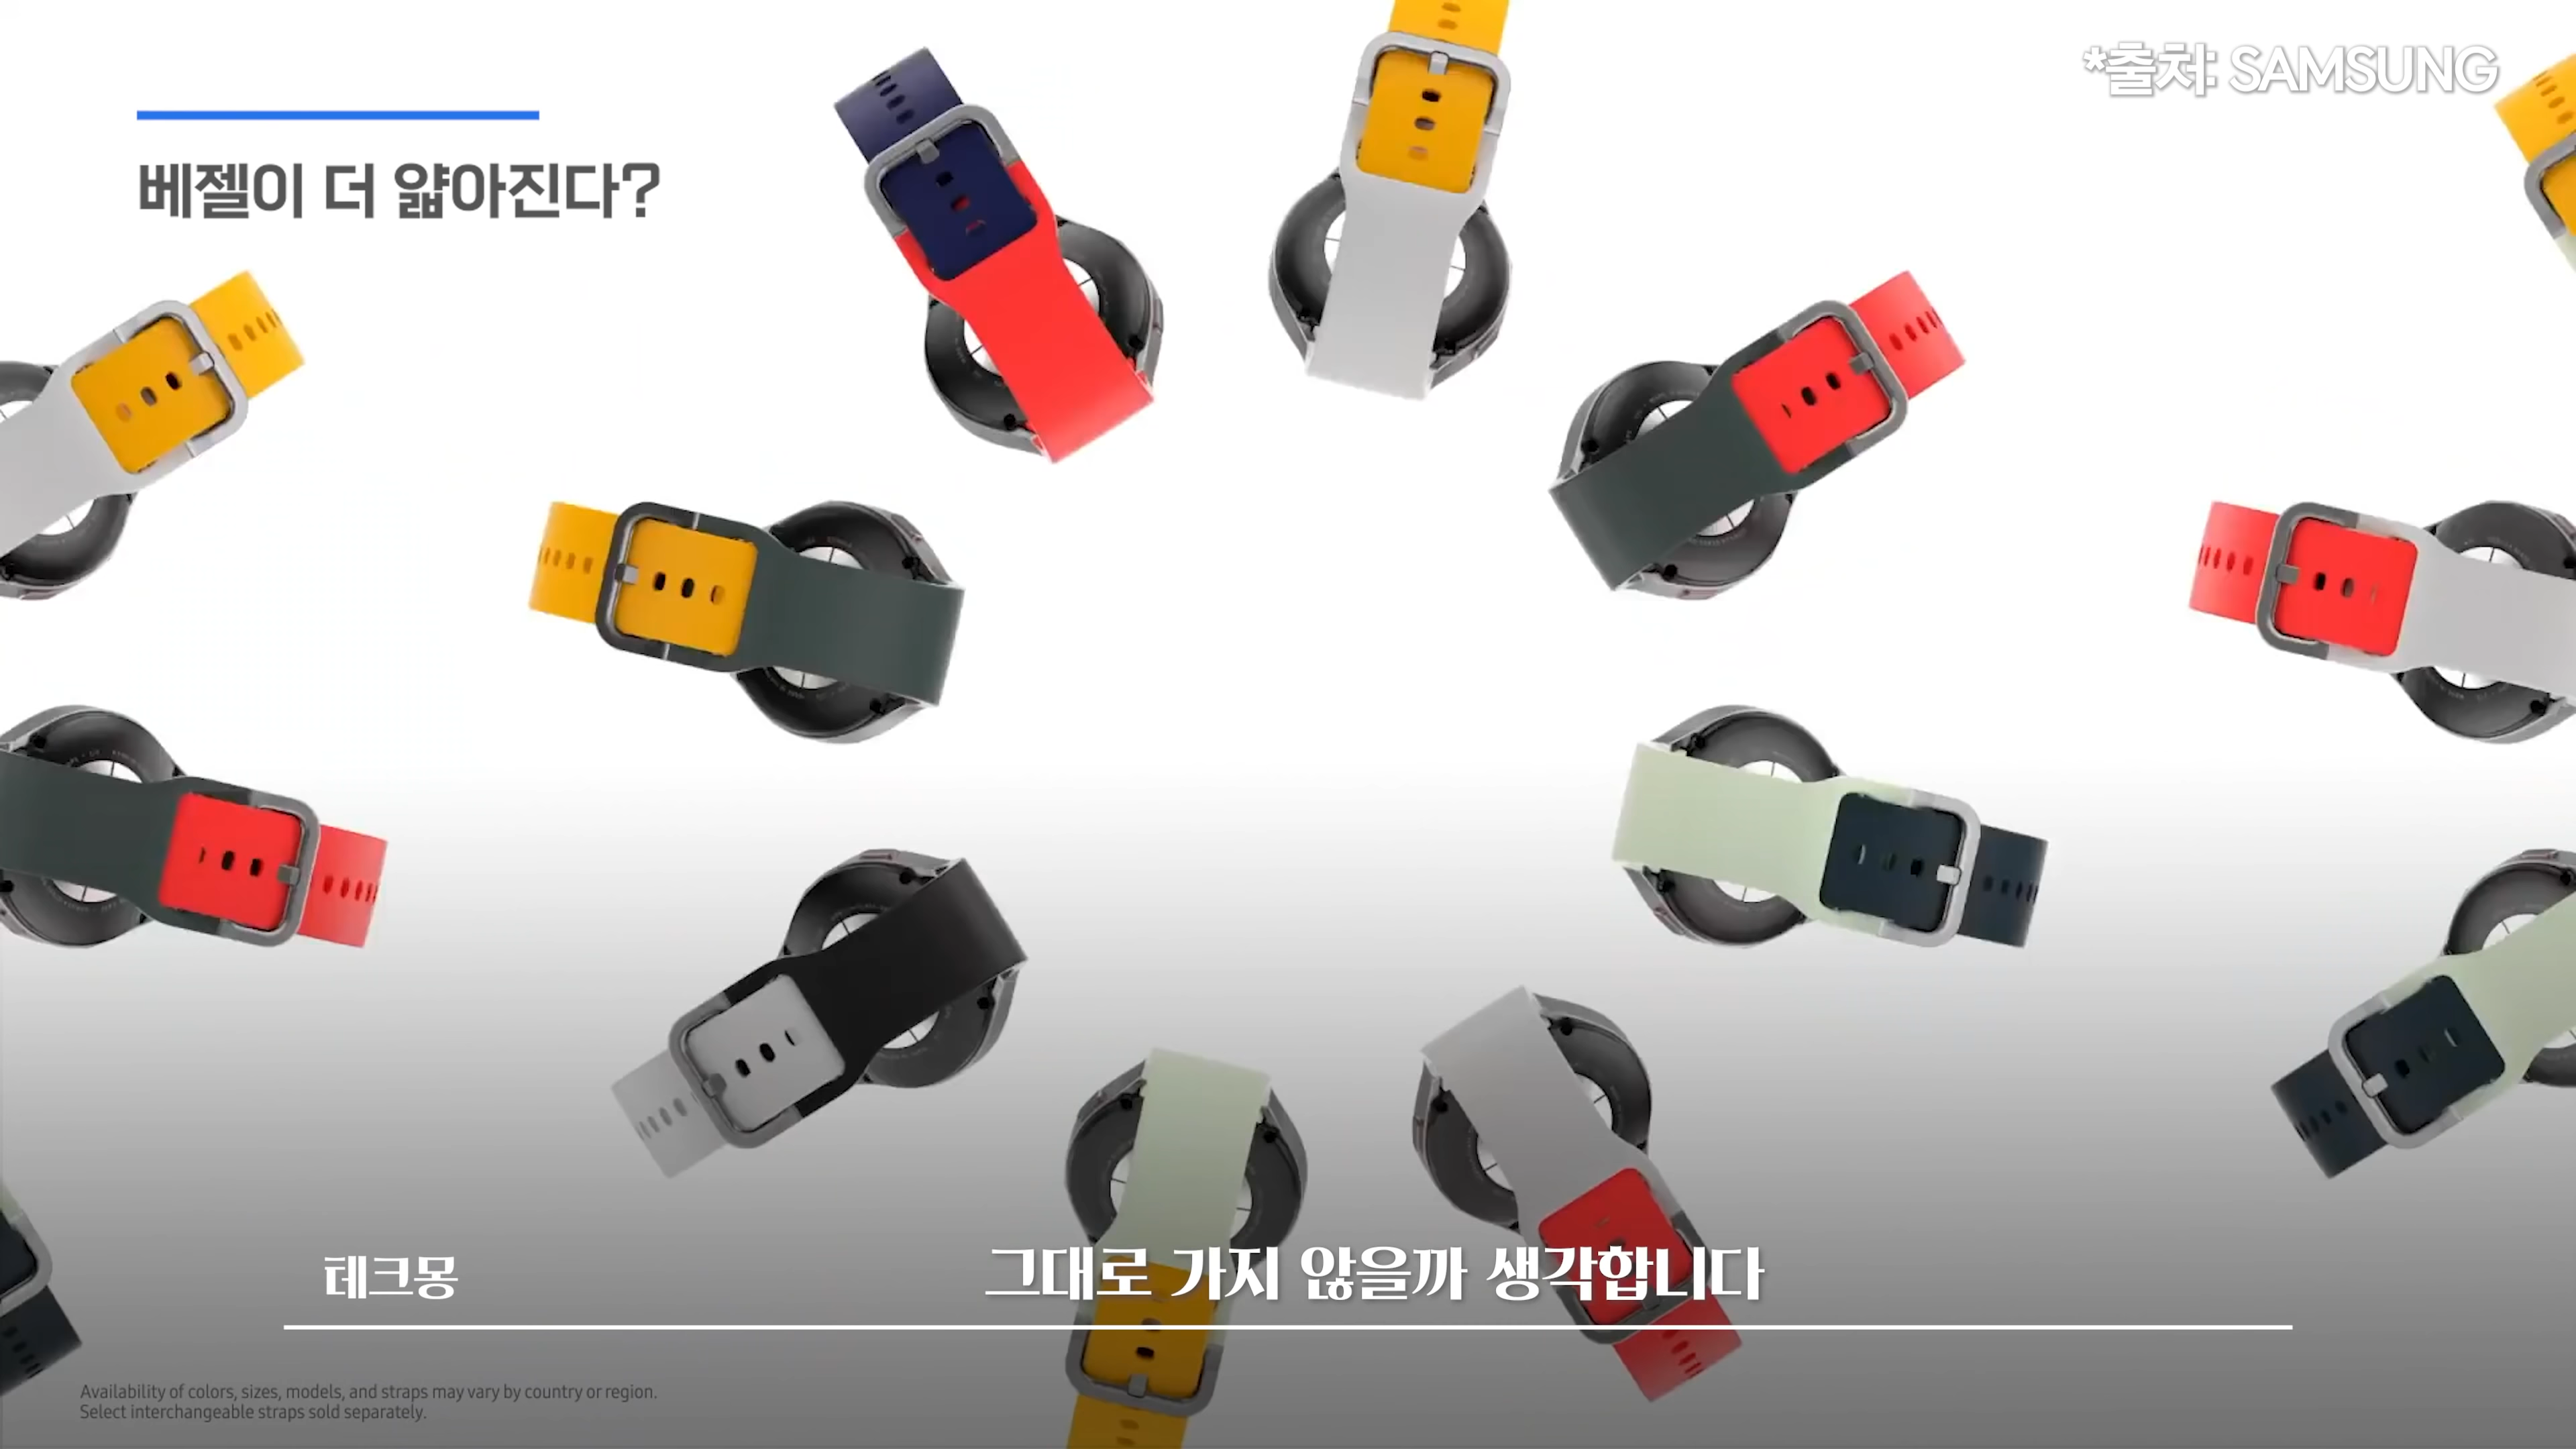 *출처: SAMSUNG
베젤이 더 얇아진다?
테크몽
그대로 가지 않을까 생각합니다
Availability of colors, sizes, models, and straps may vary by country or region.
Select interchangeable straps sold separately.